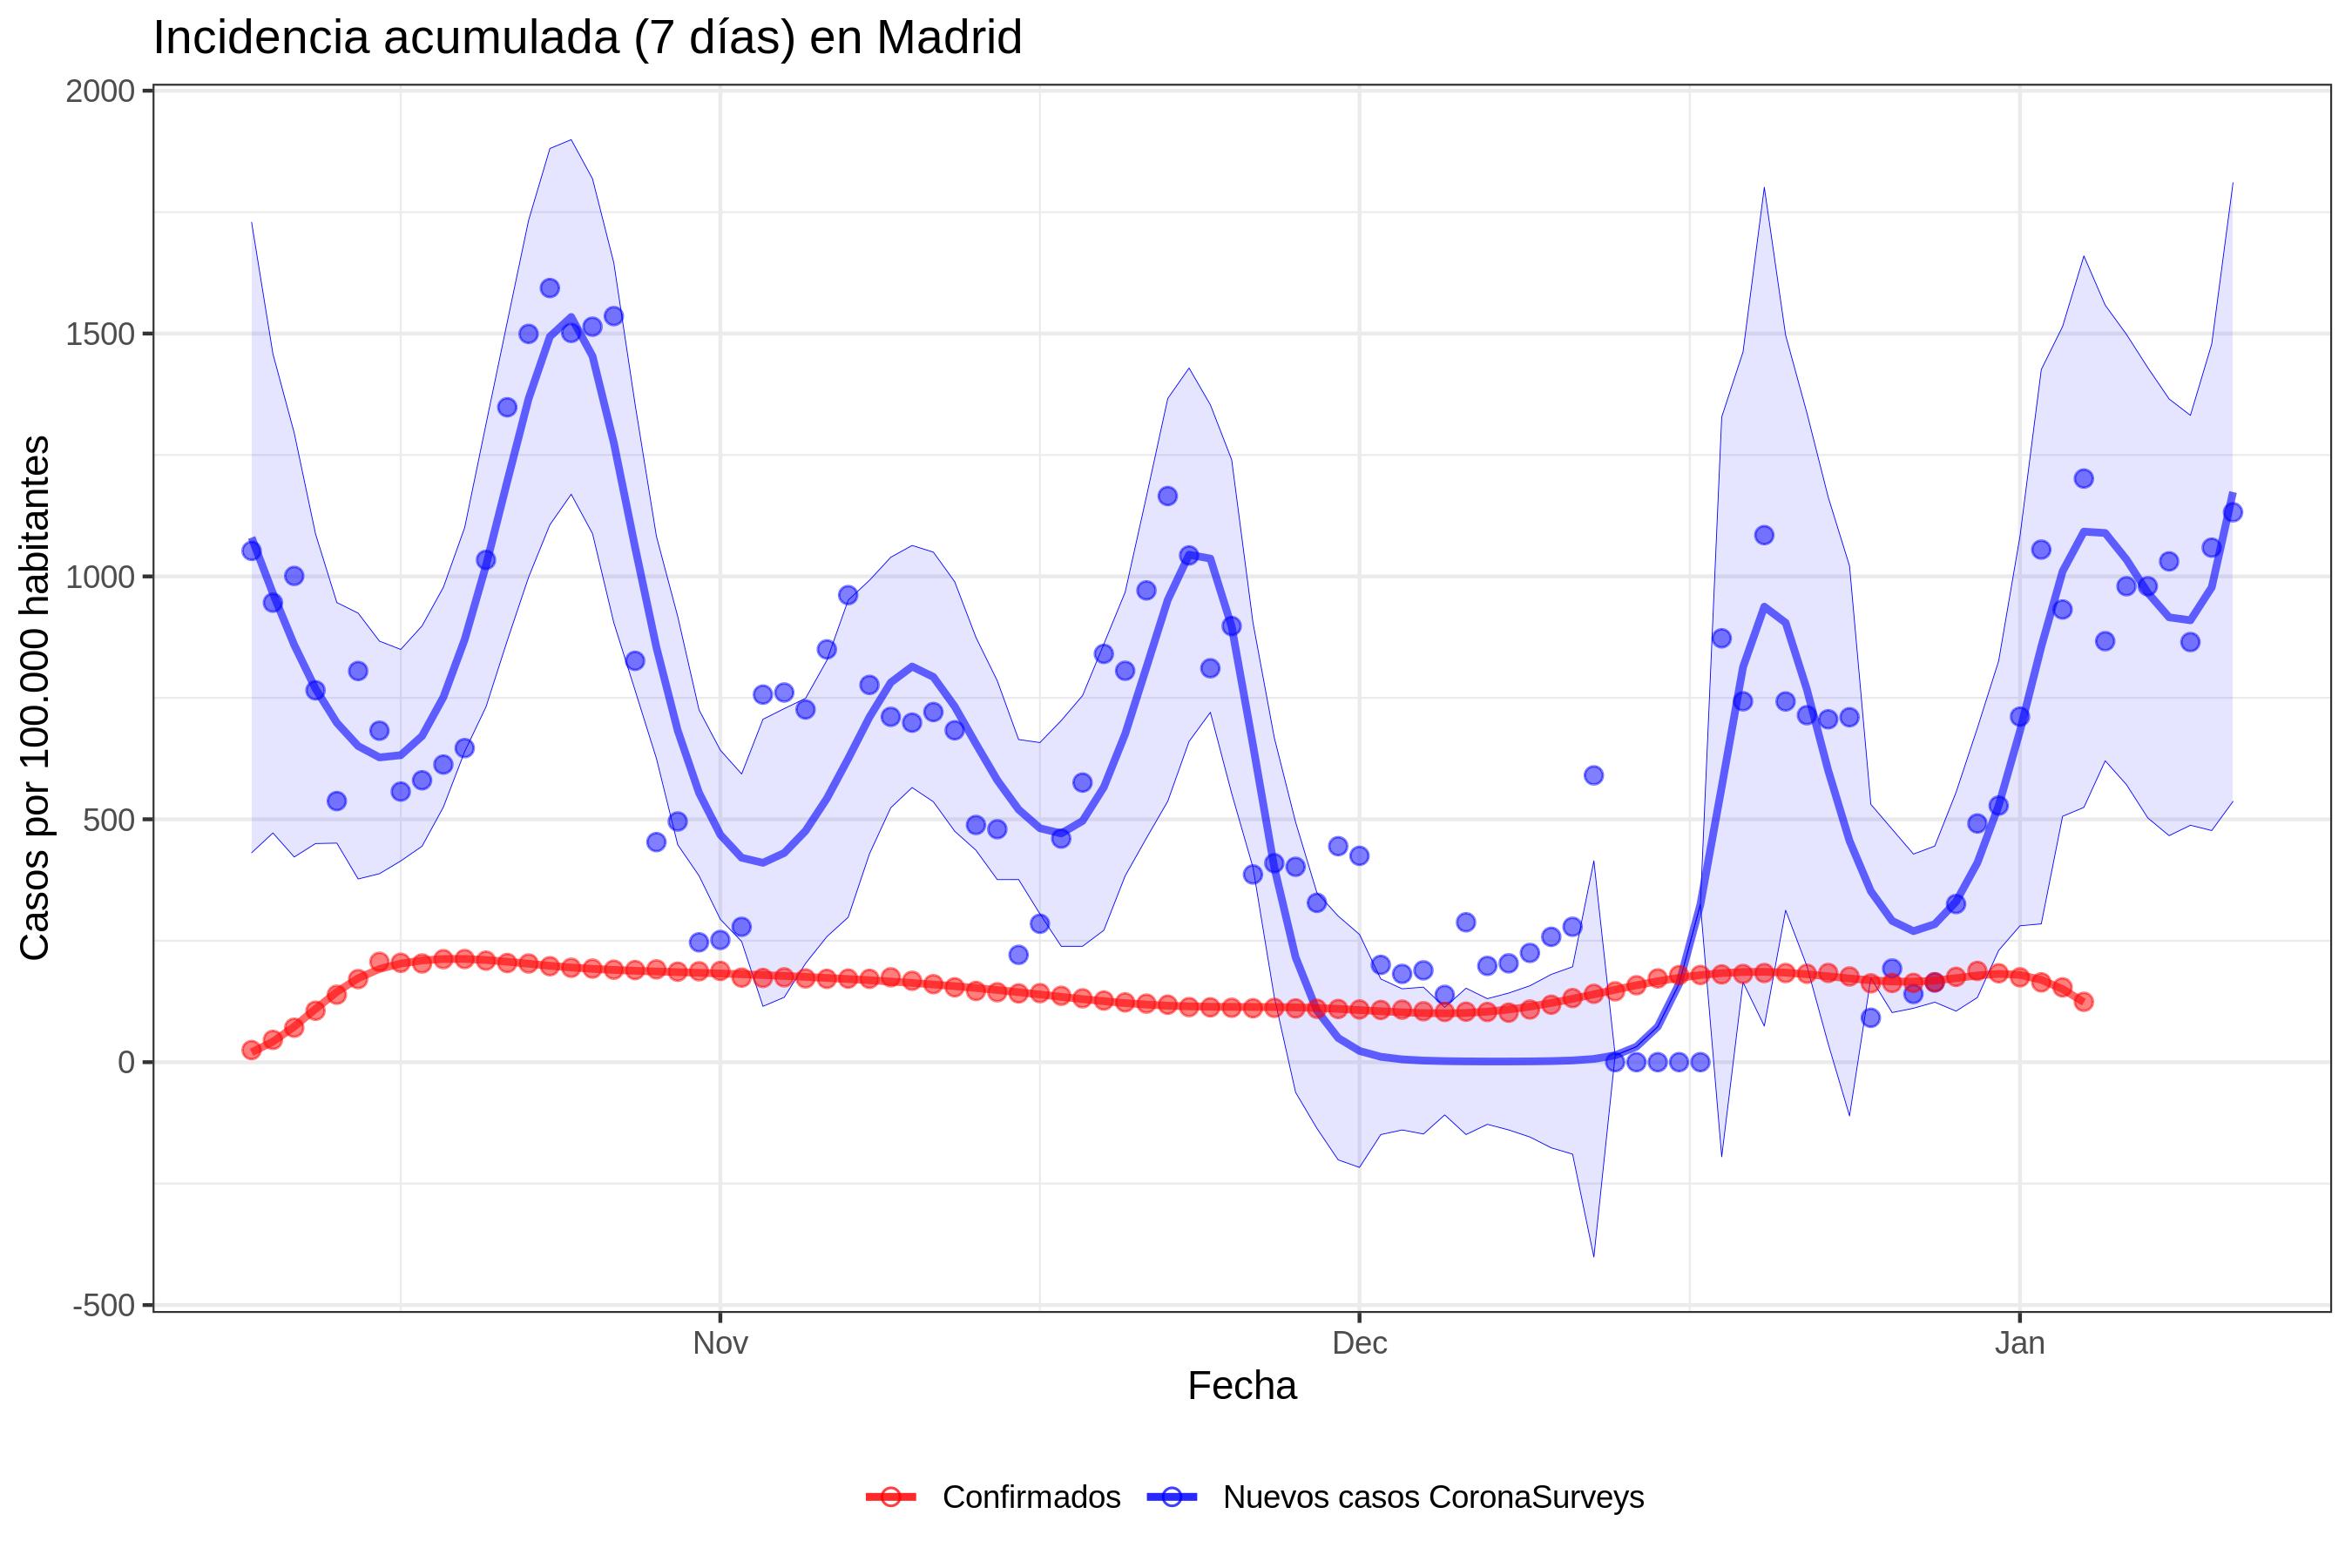 Incidencia acumulada (7 días) en Madrid
Casos por 100.000 habitantes
2000
1500
1000
500
0
-500
Nov
Dec
Jan
Fecha
Confirmados
Nuevos casos CoronaSurveys